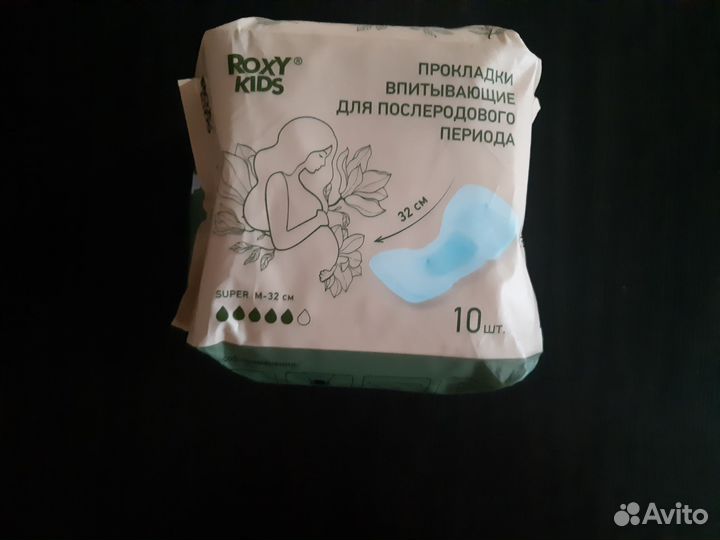 ROXY®
KIDS
ПРОКЛАДКИ
ВПИТЫВАЮЩИЕ
ДЛЯ ПОСЛЕРОДОВОГО
ПЕРИОДА
32 СМ
SUPER M-32 СМ
10 шт.
Avito